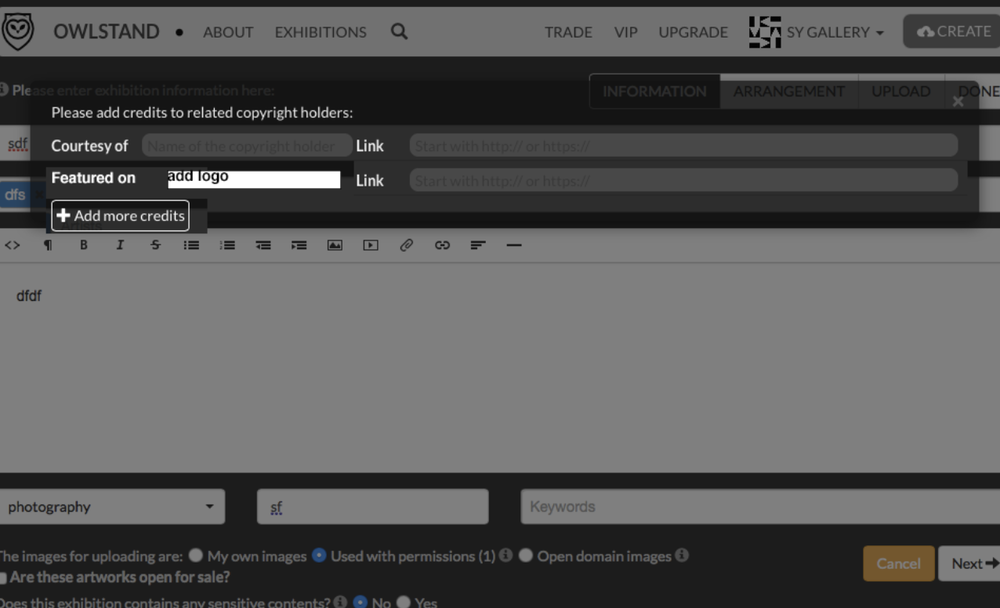 OWLSTAND • ABOUT EXHIBITIONS TRADE VIP UPGRADE SY GALLERY CREATE
Please enter exhibition information here: INFORMATION ARRANGEMENT UPLOAD DONE
Please add credits to related copyright holders: ×
sdf Courtesy of Name of the copyright holder Link Start with http:// or https://
dfs Featured on add logo Link Start with http:// or https://
+ Add more credits
<> ¶ B I S
dfdf
photography sf Keywords
The images for uploading are: My own images Used with permissions (1) Open domain images
Cancel Next
Are these artworks open for sale?
Does this exhibition contains any sensitive contents? No Yes